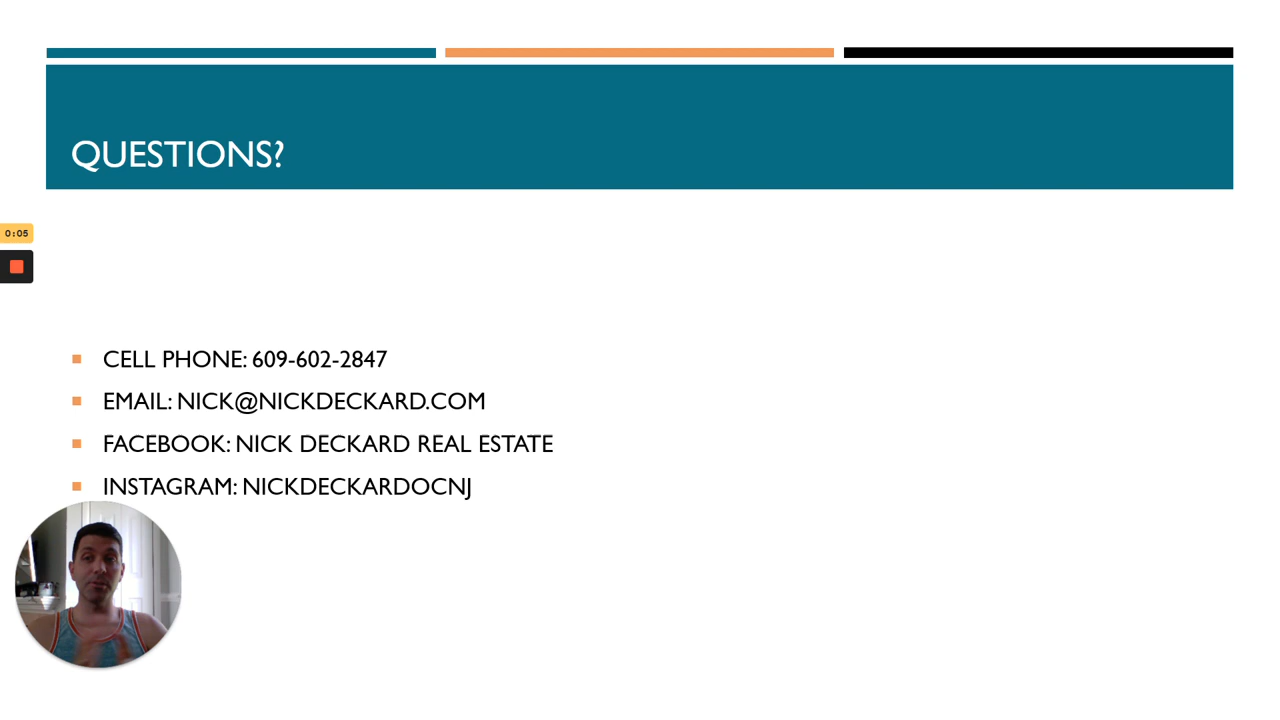 QUESTIONS?
0:05
CELL PHONE: 609-602-2847
EMAIL: NICK@NICKDECKARD.COM
FACEBOOK: NICK DECKARD REAL ESTATE
INSTAGRAM: NICKDECKARDOCNJ